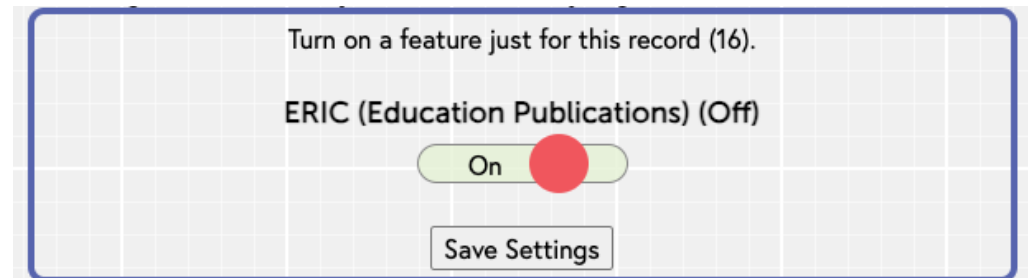 Turn on a feature just for this record (16).
ERIC (Education Publications) (Off)
On
Save Settings